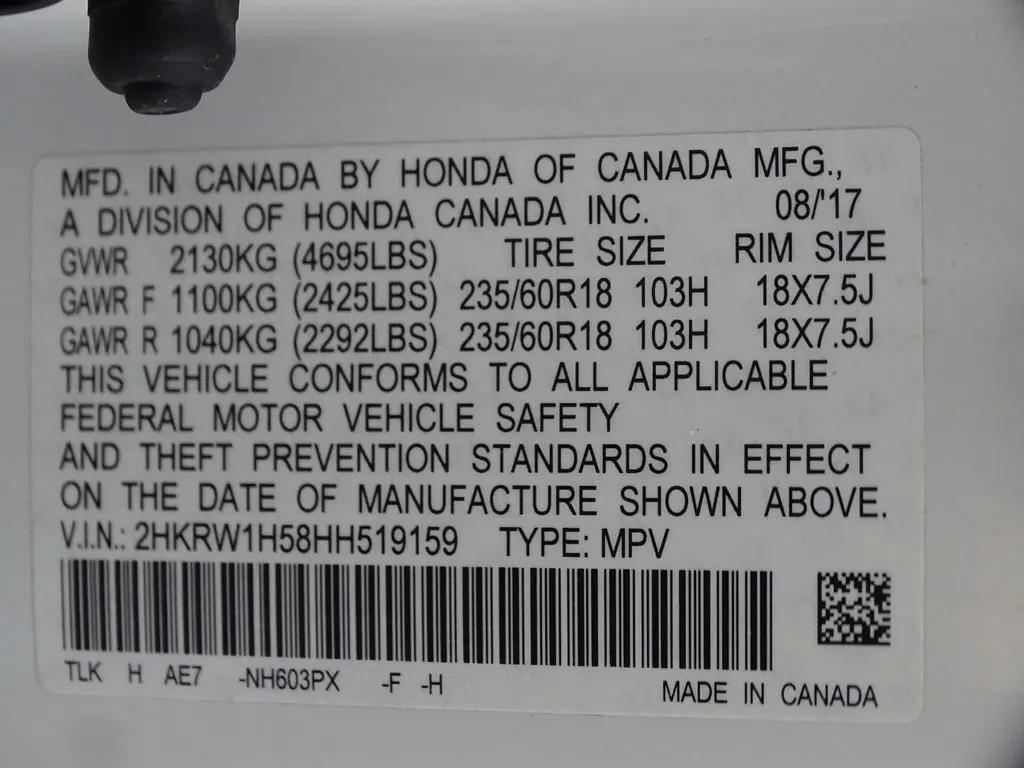 MFD. IN CANADA BY HONDA OF CANADA MFG.,
A DIVISION OF HONDA CANADA INC. 08/'17
GVWR 2130KG (4695LBS) TIRE SIZE RIM SIZE
GAWR F 1100KG (2425LBS) 235/60R18 103H 18X7.5J
GAWR R 1040KG (2292LBS) 235/60R18 103H 18X7.5J
THIS VEHICLE CONFORMS TO ALL APPLICABLE
FEDERAL MOTOR VEHICLE SAFETY
AND THEFT PREVENTION STANDARDS IN EFFECT
ON THE DATE OF MANUFACTURE SHOWN ABOVE.
V.I.N.: 2HKRW1H58HH519159 TYPE: MPV
TLK H AE7 -NH603PX -F -H
MADE IN CANADA